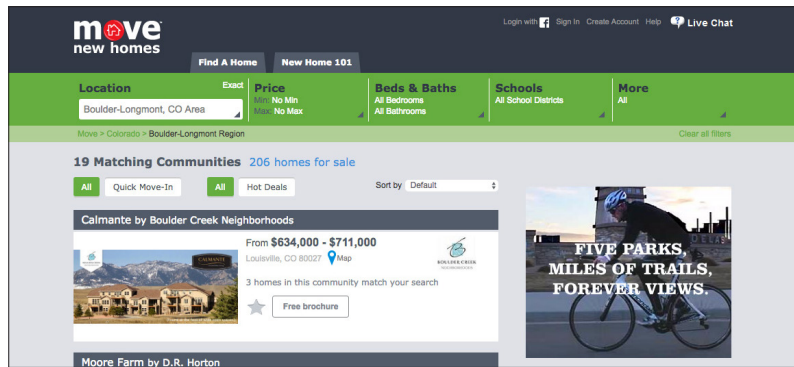 move
new homes
Login with f Sign In Create Account Help Live Chat
Find A Home New Home 101
Location Exact
Boulder-Longmont, CO Area
Price
Min: No Min
Max: No Max
Beds & Baths
All Bedrooms
All Bathrooms
Schools
All School Districts
More
All
Move > Colorado > Boulder-Longmont Region
Clear all filters
19 Matching Communities 206 homes for sale
All Quick Move-In All Hot Deals Sort by Default
Calmante by Boulder Creek Neighborhoods
CALMANTE
From $634,000 - $711,000
Louisville, CO 80027 Map
3 homes in this community match your search
Free brochure
B
BOULDER CREEK
NEIGHBORHOODS
FIVE PARKS,
MILES OF TRAILS,
FOREVER VIEWS.
Moore Farm by D.R. Horton